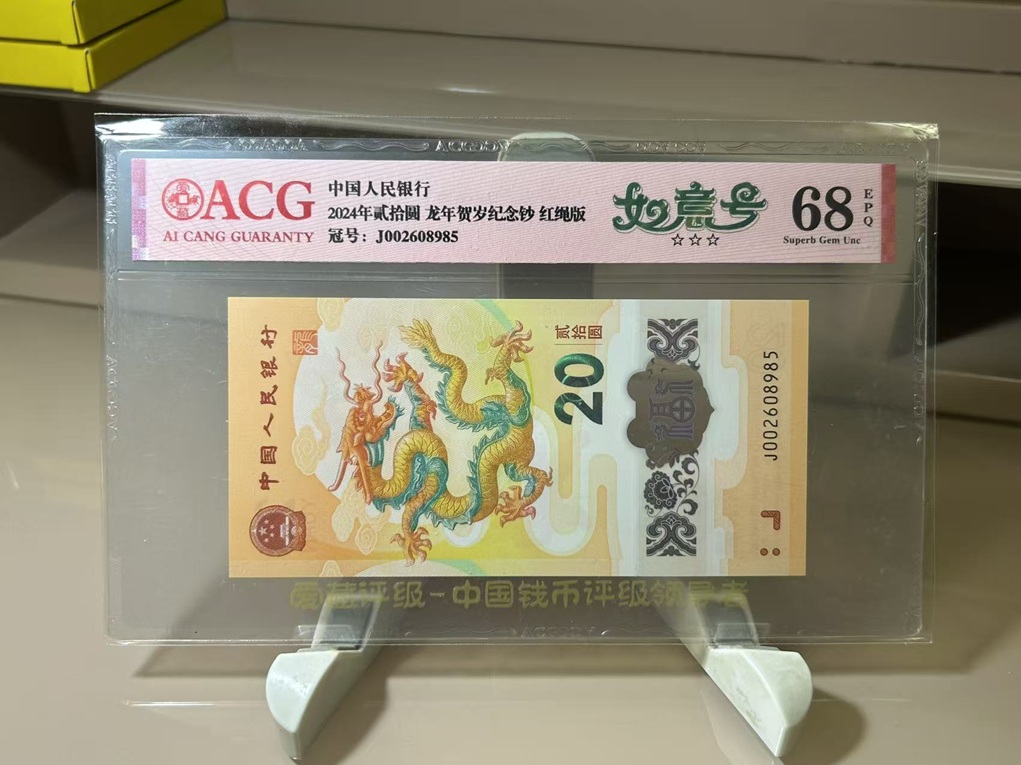 ACG
AI CANG GUARANTY
中国人民银行
2024年贰拾圆 龙年贺岁纪念钞 红绳版
冠号：J002608985
如意号
☆☆☆
68
EPQ
Superb Gem Unc
中国人民银行
贰拾圆
20
福
J002608985
爱藏评级-中国钱币评级领导者